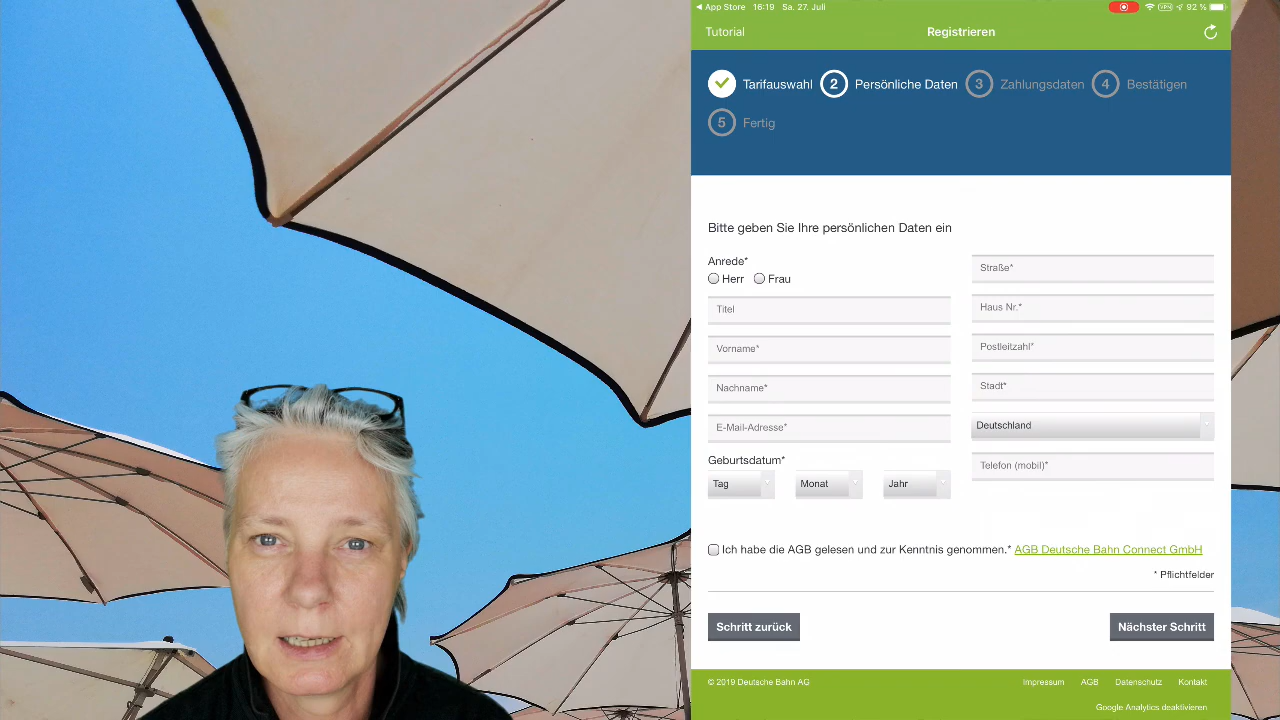 App Store 16:19 Sa. 27. Juli VPN 92 %
Tutorial Registrieren
Tarifauswahl 2 Persönliche Daten 3 Zahlungsdaten 4 Bestätigen
5 Fertig
Bitte geben Sie Ihre persönlichen Daten ein
Anrede*
Herr Frau
Titel
Vorname*
Nachname*
E-Mail-Adresse*
Geburtsdatum*
Tag Monat Jahr
Straße*
Haus Nr.*
Postleitzahl*
Stadt*
Deutschland
Telefon (mobil)*
Ich habe die AGB gelesen und zur Kenntnis genommen.* AGB Deutsche Bahn Connect GmbH
* Pflichtfelder
Schritt zurück Nächster Schritt
© 2019 Deutsche Bahn AG Impressum AGB Datenschutz Kontakt
Google Analytics deaktivieren